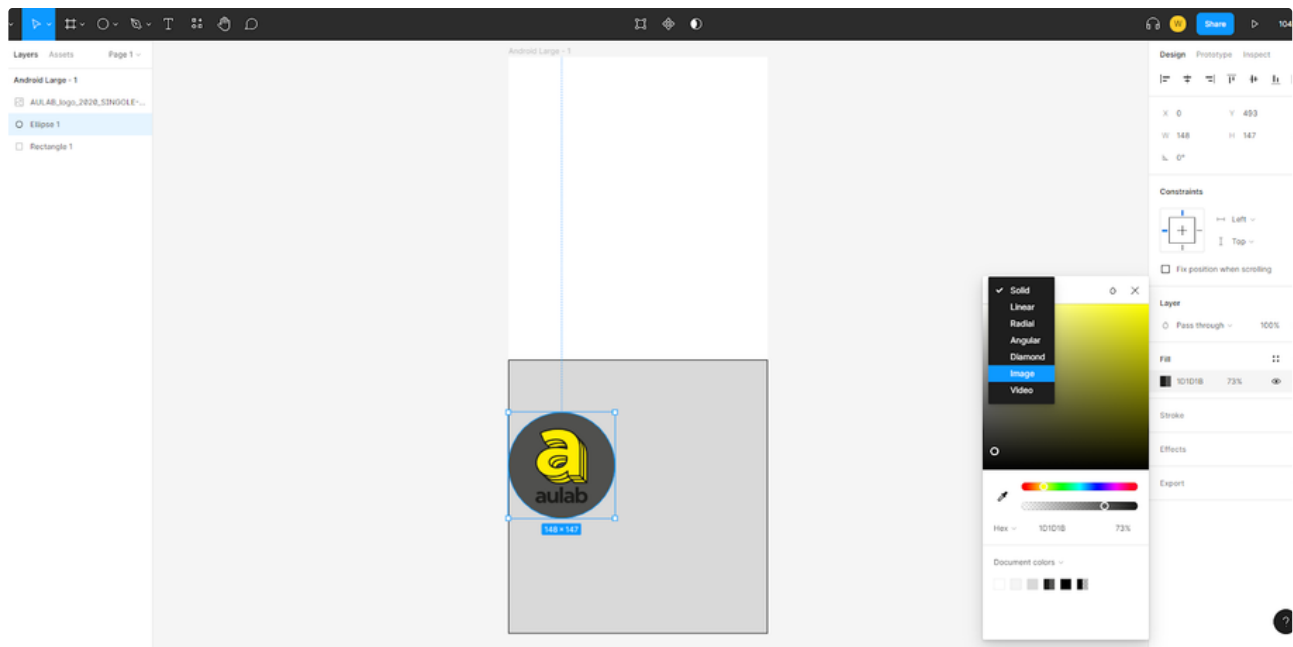 W
Share
104
Layers Assets Page 1
Android Large - 1
AULAB_logo_2020_SINGOLE-...
Ellipse 1
Rectangle 1
Android Large - 1
a
aulab
148 × 147
Solid
Linear
Radial
Angular
Diamond
Image
Video
Hex 1D1D1B 73%
Document colors
Design Prototype Inspect
X 0 Y 493
W 148 H 147
0°
Constraints
Left
Top
Fix position when scrolling
Layer
Pass through 100%
Fill
1D1D1B 73%
Stroke
Effects
Export
?